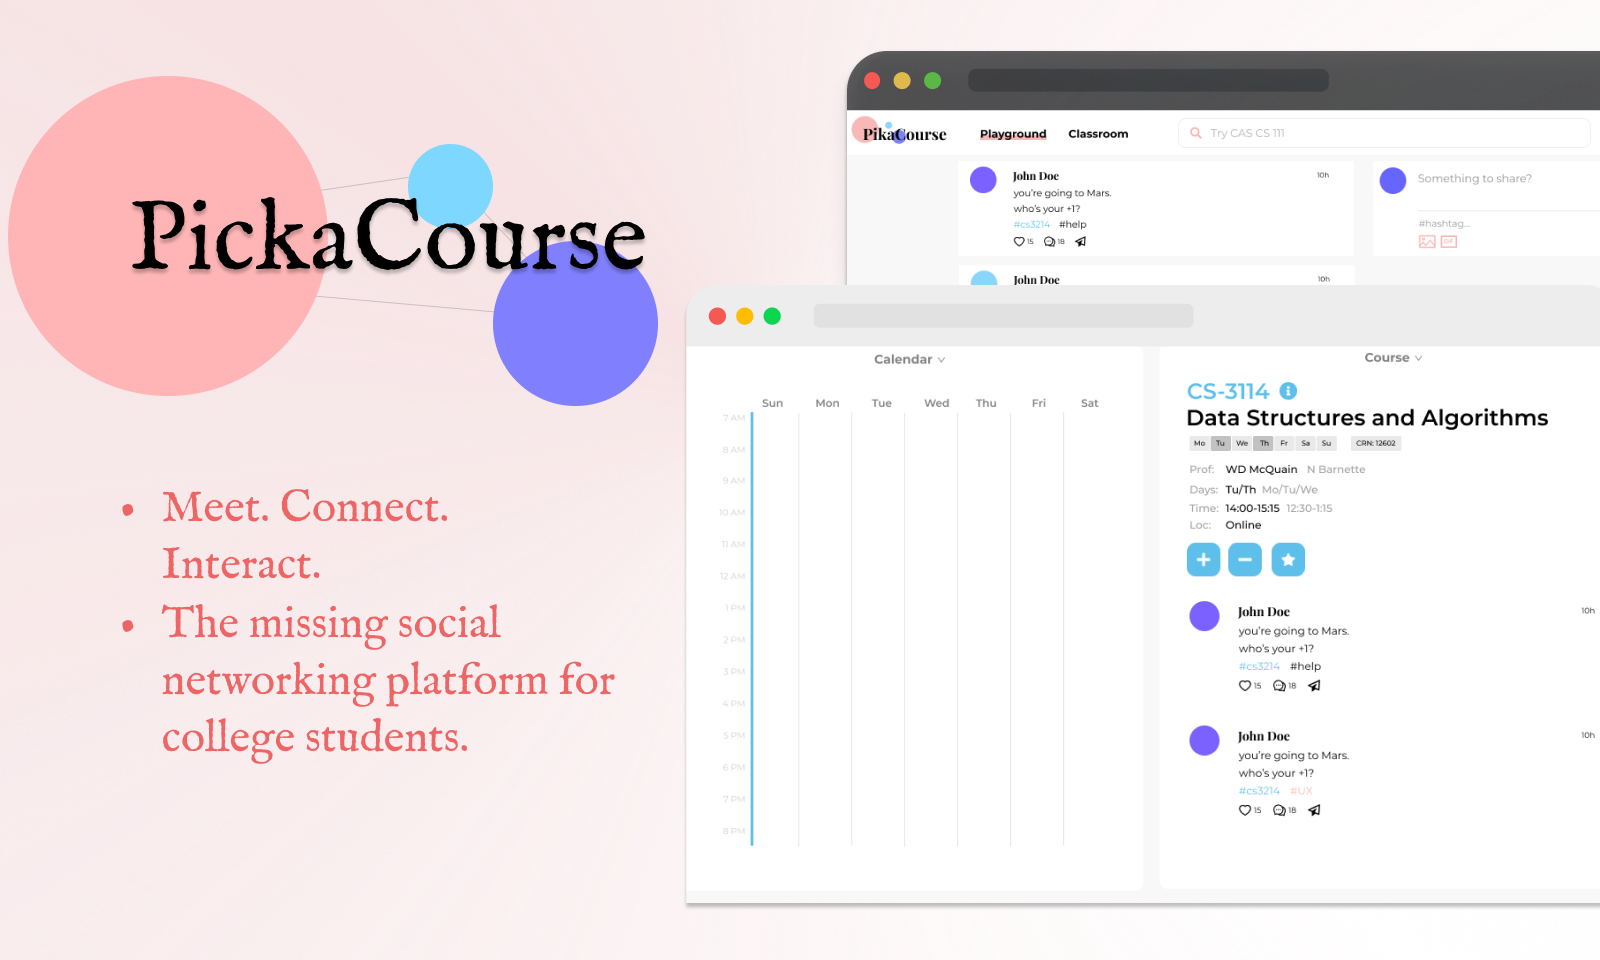 PickaCourse
• Meet. Connect.
Interact.
• The missing social
networking platform for
college students.
PikaCourse
Playground
Classroom
Try CAS CS 111
John Doe
10h
you're going to Mars.
who's your +1?
#cs3214 #help
15 18
Something to share?
#hashtag...
GIF
John Doe
10h
Calendar
Sun Mon Tue Wed Thu Fri Sat
7 AM
8 AM
9 AM
10 AM
11 AM
12 AM
1 PM
2 PM
3 PM
4 PM
5 PM
6 PM
7 PM
8 PM
Course
CS-3114
Data Structures and Algorithms
Mo Tu We Th Fr Sa Su CRN: 12602
Prof: WD McQuain N Barnette
Days: Tu/Th Mo/Tu/We
Time: 14:00-15:15 12:30-1:15
Loc: Online
John Doe
10h
you're going to Mars.
who's your +1?
#cs3214 #help
15 18
John Doe
10h
you're going to Mars.
who's your +1?
#cs3214 #UX
15 18